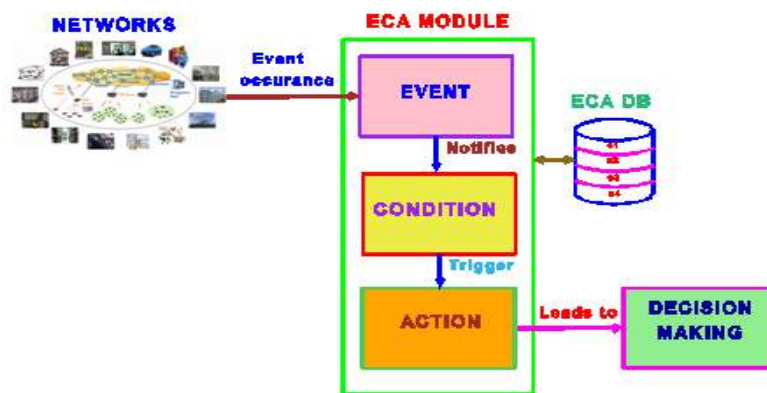 NETWORKS
ECA MODULE
Event
occurance
EVENT
ECA DB
Notifies
CONDITION
Trigger
ACTION
Leads to
DECISION
MAKING